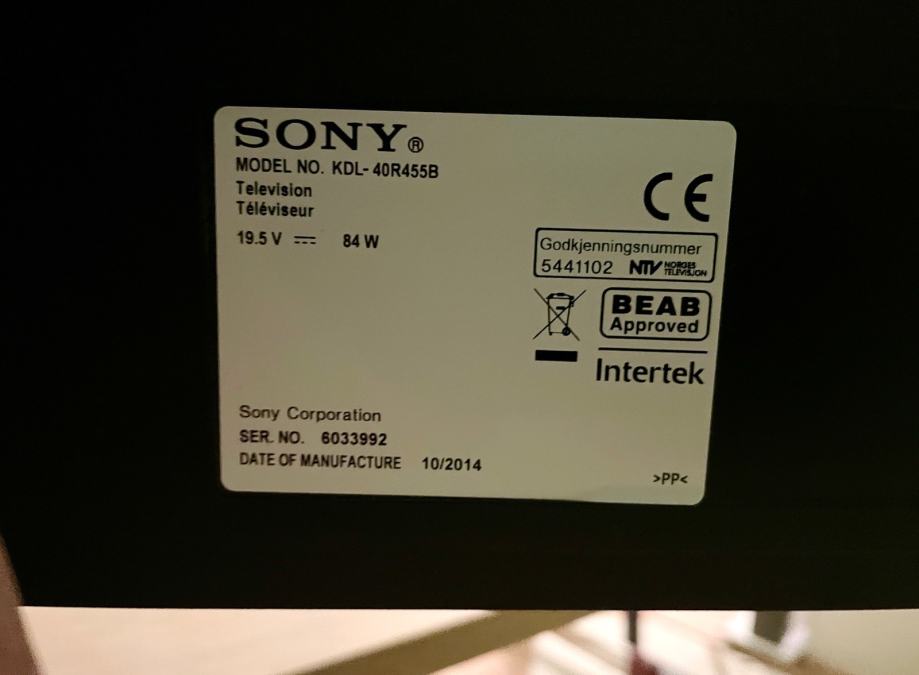 SONY®
MODEL NO. KDL-40R455B
Television
Téléviseur
19.5 V ⎓ 84 W
CE
Godkjenningsnummer
5441102 NTV NORGES TELEVISJON
BEAB
Approved
Intertek
Sony Corporation
SER. NO. 6033992
DATE OF MANUFACTURE 10/2014
>PP<